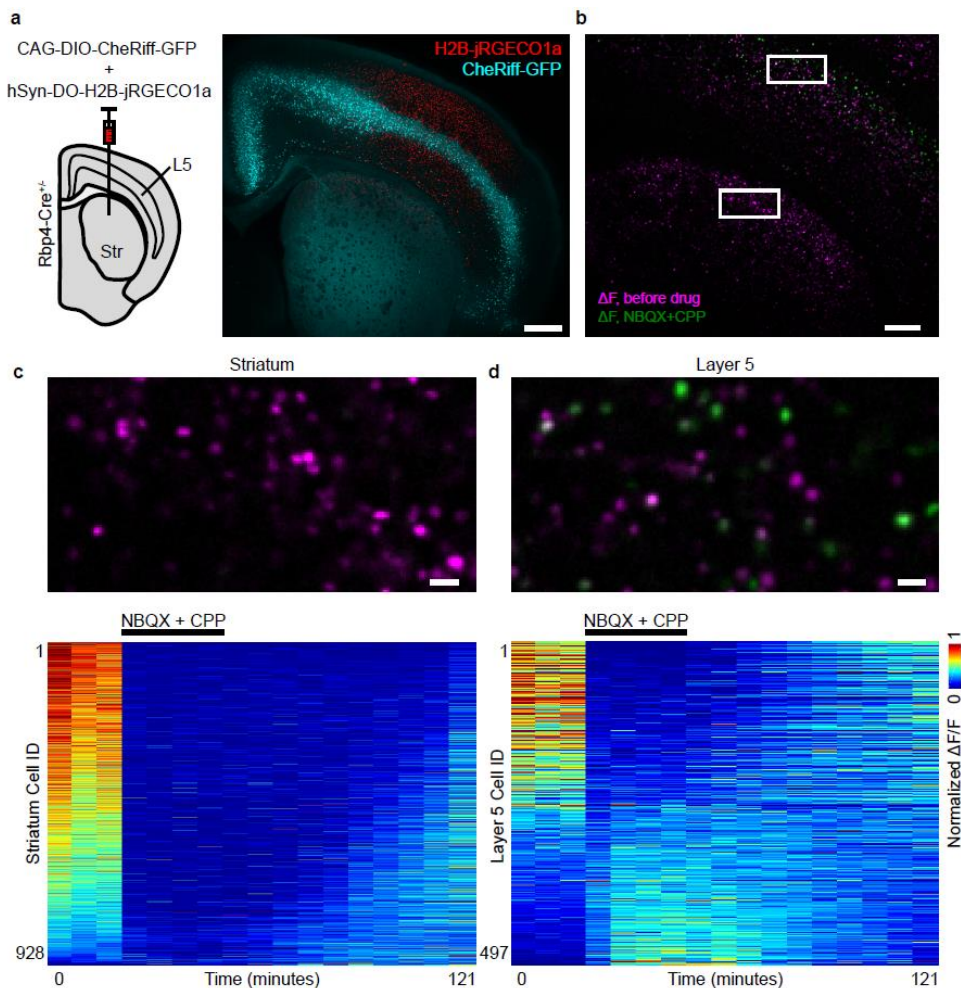 a
CAG-DIO-CheRiff-GFP
+
hSyn-DO-H2B-jRGECO1a
L5
Str
Rbp4-Cre+/-
H2B-jRGECO1a
CheRiff-GFP
b
ΔF, before drug
ΔF, NBQX+CPP
c
Striatum
d
Layer 5
NBQX + CPP
1
Striatum Cell ID
928
0
Time (minutes)
121
NBQX + CPP
1
Layer 5 Cell ID
497
0
Time (minutes)
121
1
0
Normalized ΔF/F